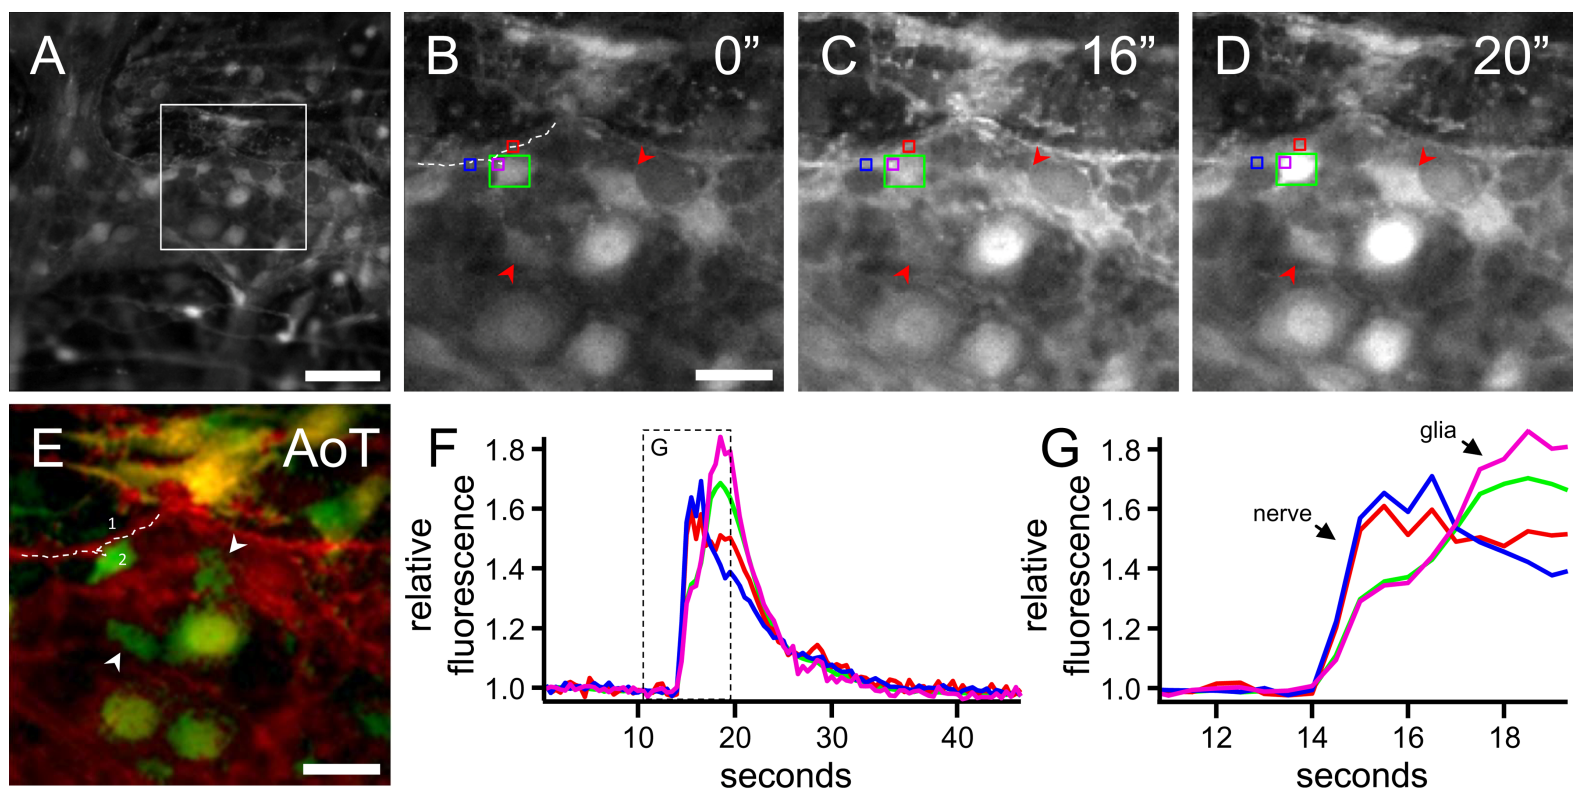 A
B
0”
C
16”
D
20”
E
AoT
1
2
F
relative
fluorescence
1.8
1.6
1.4
1.2
1.0
G
10
20
30
40
seconds
G
relative
fluorescence
1.8
1.6
1.4
1.2
1.0
nerve
glia
12
14
16
18
seconds